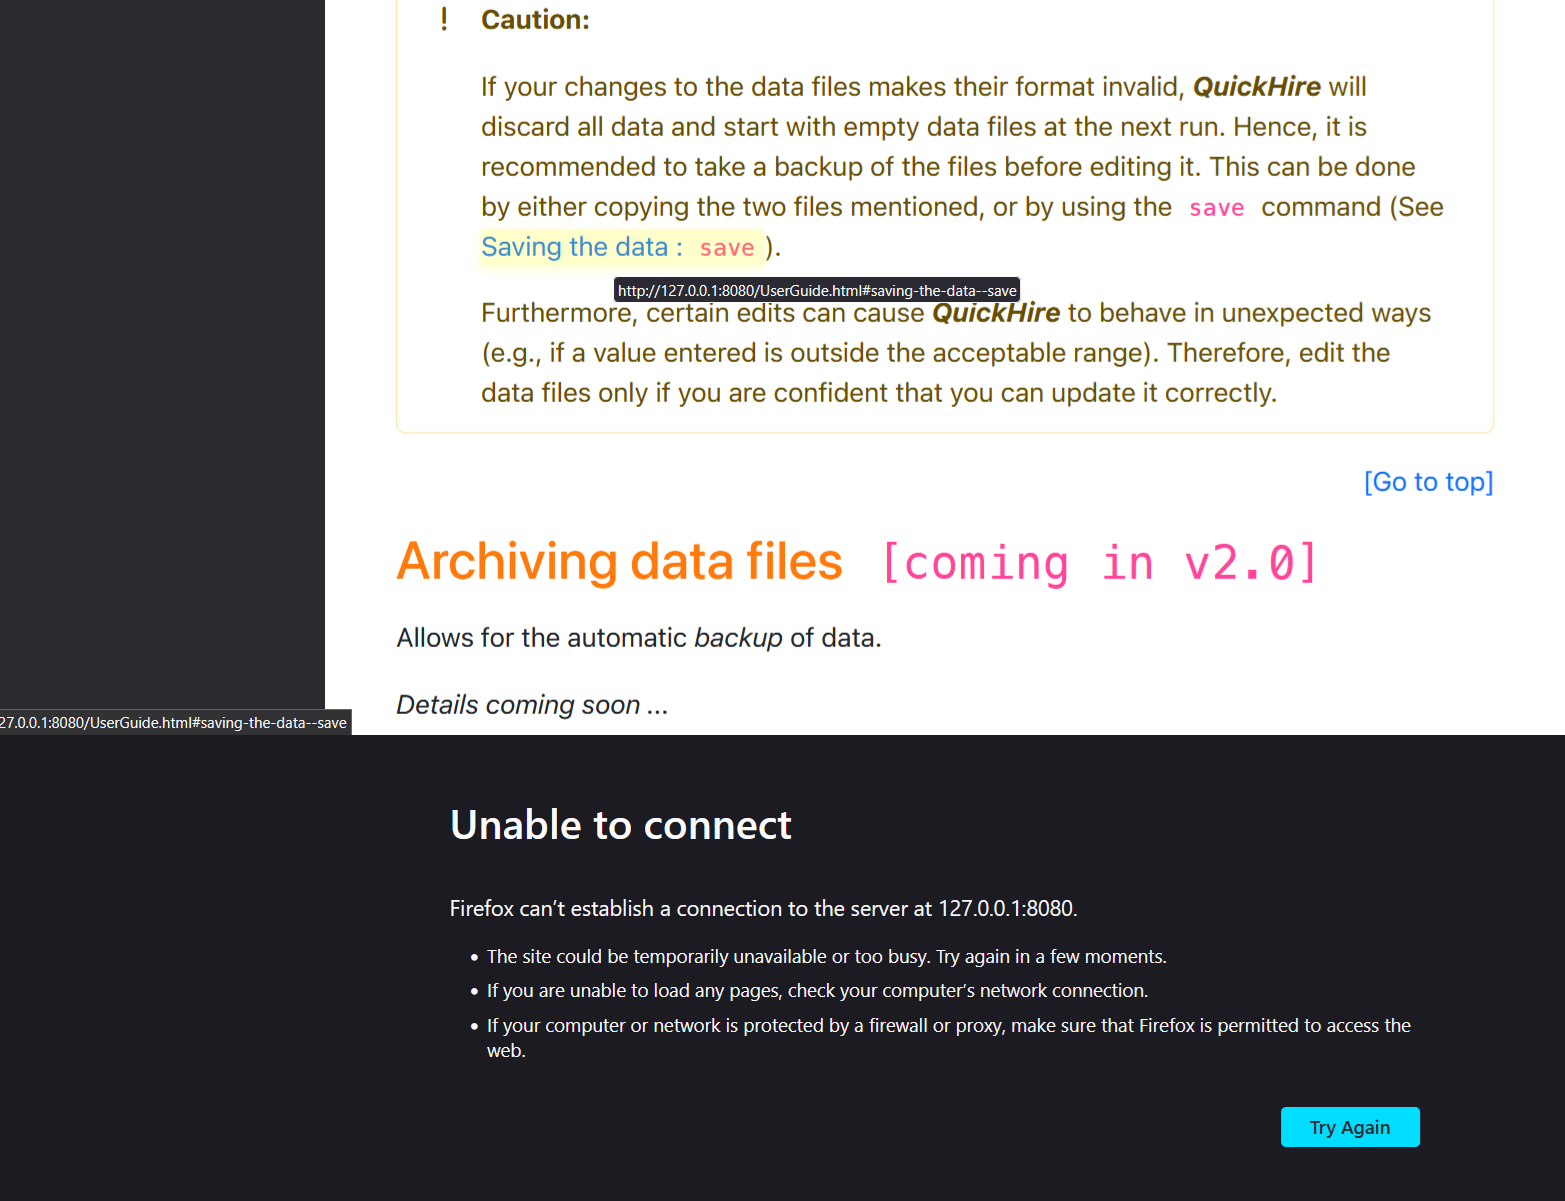 ! Caution:
If your changes to the data files makes their format invalid, QuickHire will
discard all data and start with empty data files at the next run. Hence, it is
recommended to take a backup of the files before editing it. This can be done
by either copying the two files mentioned, or by using the save command (See
Saving the data : save ).
http://127.0.0.1:8080/UserGuide.html#saving-the-data--save
Furthermore, certain edits can cause QuickHire to behave in unexpected ways
(e.g., if a value entered is outside the acceptable range). Therefore, edit the
data files only if you are confident that you can update it correctly.
[Go to top]
Archiving data files [coming in v2.0]
Allows for the automatic backup of data.
Details coming soon ...
27.0.0.1:8080/UserGuide.html#saving-the-data--save
Unable to connect
Firefox can’t establish a connection to the server at 127.0.0.1:8080.
• The site could be temporarily unavailable or too busy. Try again in a few moments.
• If you are unable to load any pages, check your computer’s network connection.
• If your computer or network is protected by a firewall or proxy, make sure that Firefox is permitted to access the
web.
Try Again